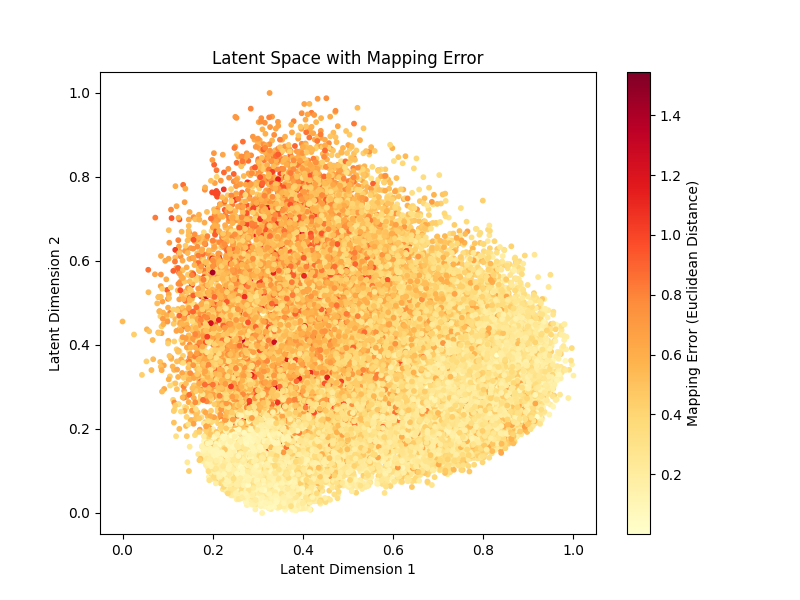 Latent Space with Mapping Error
1.0
0.8
0.6
0.4
0.2
0.0
Latent Dimension 2
0.0 0.2 0.4 0.6 0.8 1.0
Latent Dimension 1
1.4
1.2
1.0
0.8
0.6
0.4
0.2
Mapping Error (Euclidean Distance)